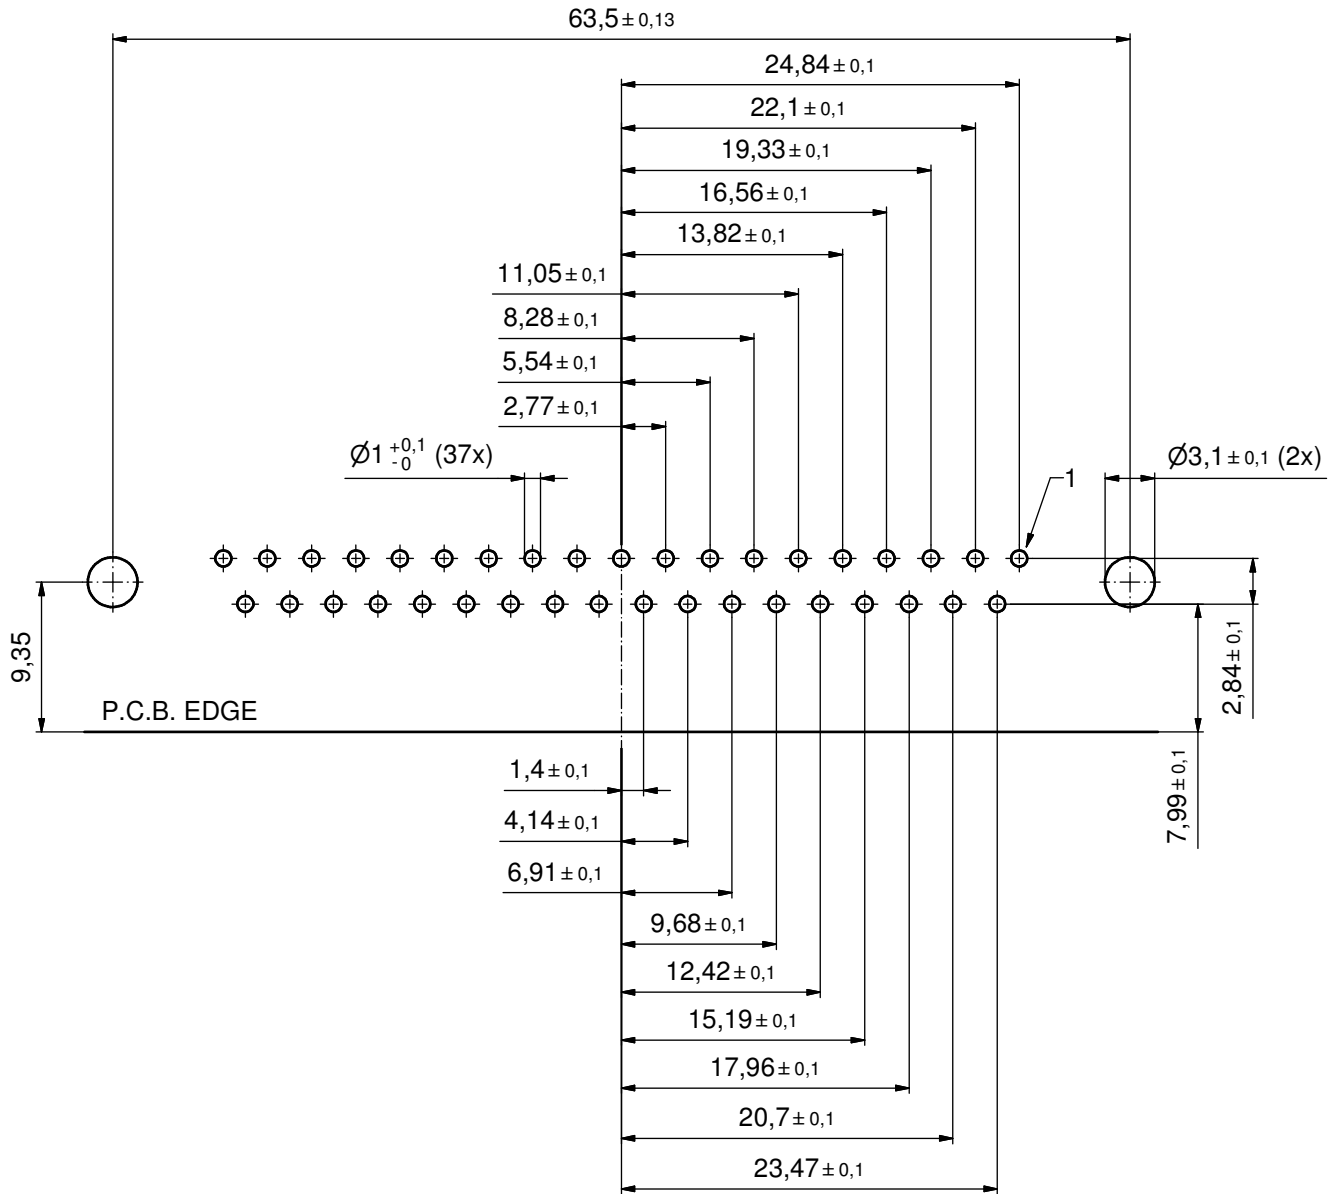 63,5 ± 0,13
24,84 ± 0,1
22,1 ± 0,1
19,33 ± 0,1
16,56 ± 0,1
13,82 ± 0,1
11,05 ± 0,1
8,28 ± 0,1
5,54 ± 0,1
2,77 ± 0,1
Ø1 +0,1 -0 (37x)
Ø3,1 ± 0,1 (2x)
1
9,35
2,84 ± 0,1
P.C.B. EDGE
7,99 ± 0,1
1,4 ± 0,1
4,14 ± 0,1
6,91 ± 0,1
9,68 ± 0,1
12,42 ± 0,1
15,19 ± 0,1
17,96 ± 0,1
20,7 ± 0,1
23,47 ± 0,1